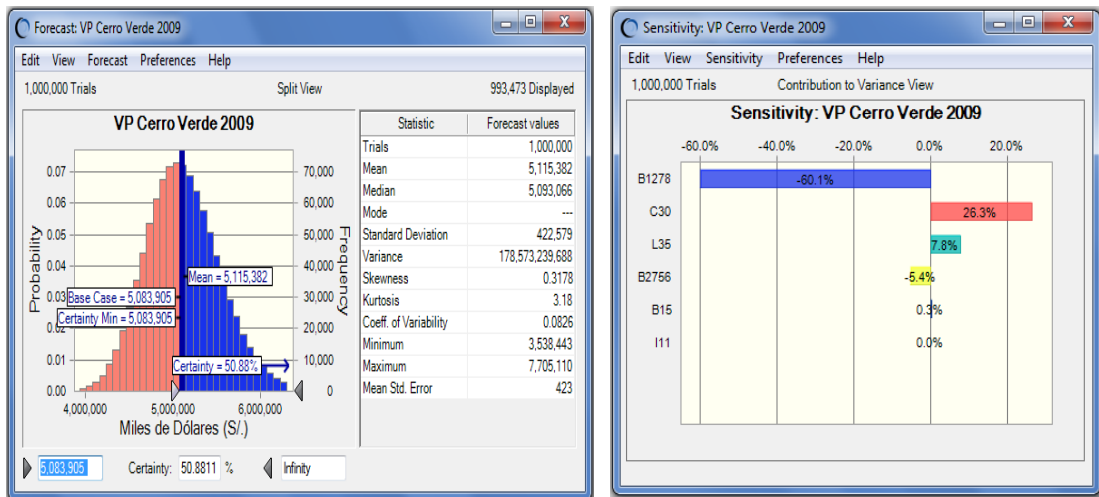 Forecast: VP Cerro Verde 2009
Edit View Forecast Preferences Help
1,000,000 Trials Split View 993,473 Displayed
VP Cerro Verde 2009
Probability
0.07
0.06
0.05
0.04
0.03
0.02
0.01
0.00
70,000
60,000
50,000
40,000
30,000
20,000
10,000
0
Frequency
Mean = 5,115,382
Base Case = 5,083,905
Certainty Min = 5,083,905
Certainty = 50.88%
4,000,000 5,000,000 6,000,000
Miles de Dólares (S/.)
Statistic Forecast values
Trials 1,000,000
Mean 5,115,382
Median 5,093,066
Mode ---
Standard Deviation 422,579
Variance 178,573,239,688
Skewness 0.3178
Kurtosis 3.18
Coeff. of Variability 0.0826
Minimum 3,538,443
Maximum 7,705,110
Mean Std. Error 423
5,083,905 Certainty: 50.8811 % Infinity
Sensitivity: VP Cerro Verde 2009
Edit View Sensitivity Preferences Help
1,000,000 Trials Contribution to Variance View
Sensitivity: VP Cerro Verde 2009
-60.0% -40.0% -20.0% 0.0% 20.0%
B1278 -60.1%
C30 26.3%
L35 7.8%
B2756 -5.4%
B15 0.3%
I11 0.0%